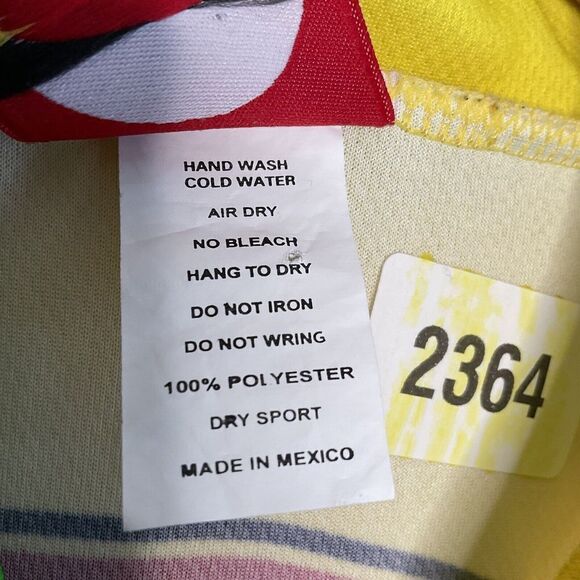 HAND WASH
COLD WATER
AIR DRY
NO BLEACH
HANG TO DRY
DO NOT IRON
DO NOT WRING
100% POLYESTER
DRY SPORT
MADE IN MEXICO
2364